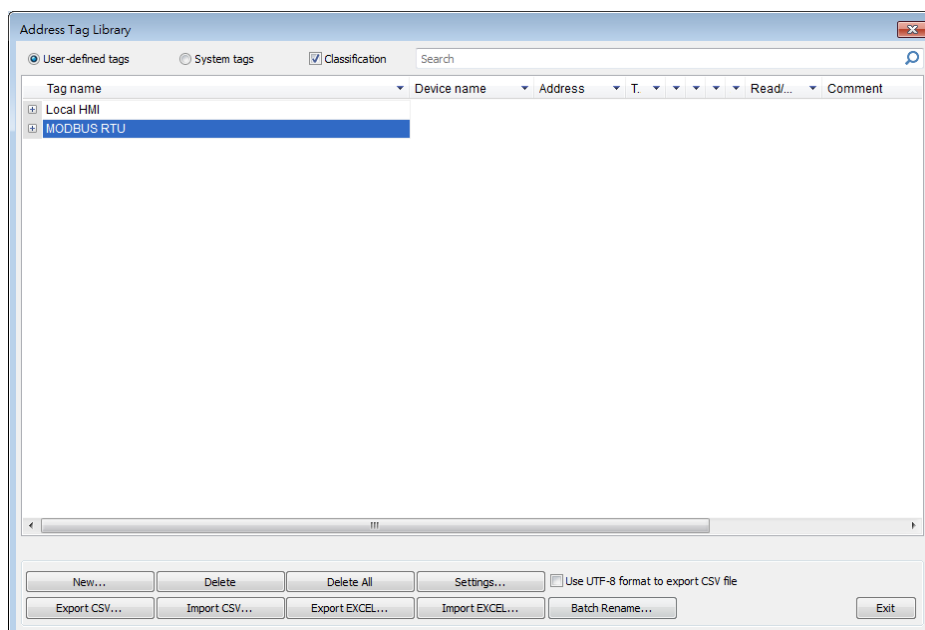 Address Tag Library
User-defined tags System tags Classification Search
Tag name Device name Address T. Read/... Comment
Local HMI
MODBUS RTU
New... Delete Delete All Settings... Use UTF-8 format to export CSV file
Export CSV... Import CSV... Export EXCEL... Import EXCEL... Batch Rename... Exit